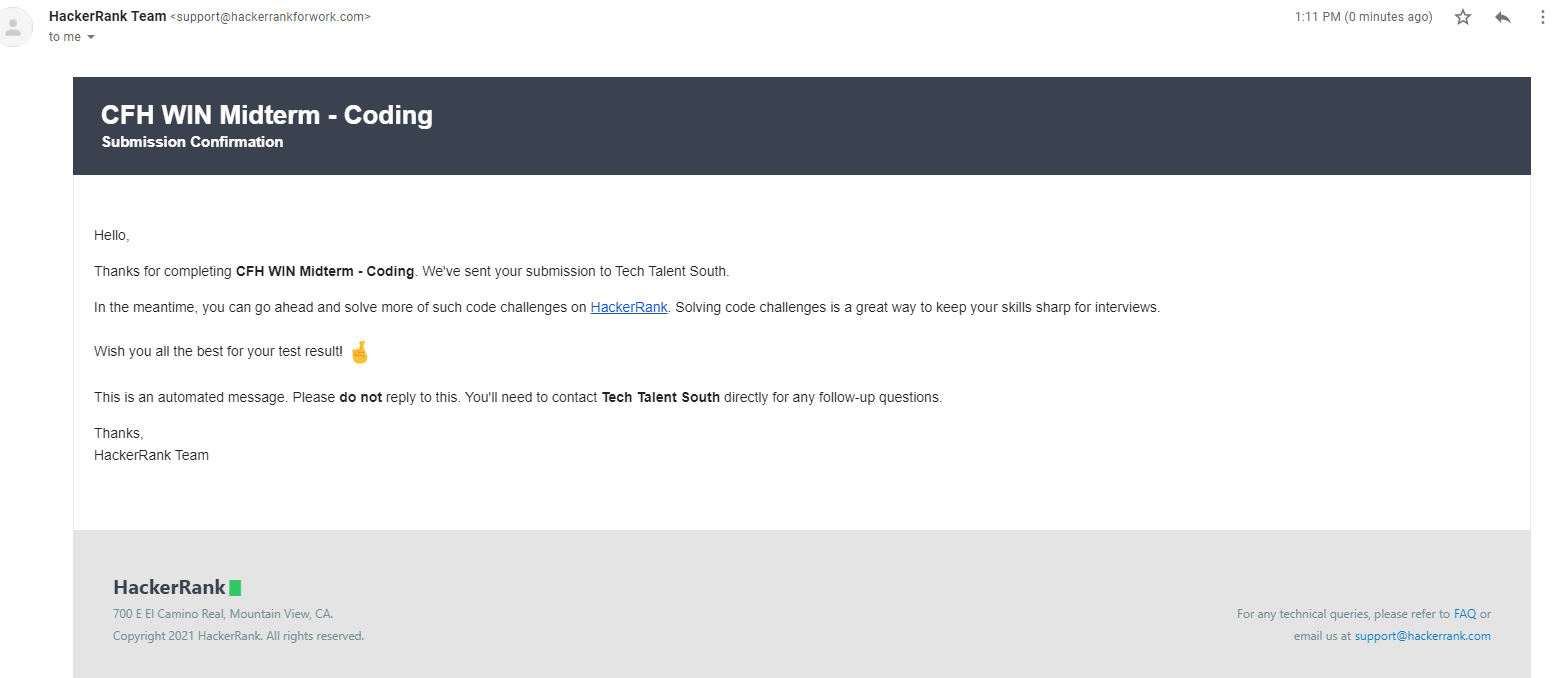 HackerRank Team <support@hackerrankforwork.com>
1:11 PM (0 minutes ago)
to me
CFH WIN Midterm - Coding
Submission Confirmation
Hello,
Thanks for completing CFH WIN Midterm - Coding. We've sent your submission to Tech Talent South.
In the meantime, you can go ahead and solve more of such code challenges on HackerRank. Solving code challenges is a great way to keep your skills sharp for interviews.
Wish you all the best for your test result! 🤞
This is an automated message. Please do not reply to this. You'll need to contact Tech Talent South directly for any follow-up questions.
Thanks,
HackerRank Team
HackerRank
700 E El Camino Real, Mountain View, CA.
Copyright 2021 HackerRank. All rights reserved.
For any technical queries, please refer to FAQ or
email us at support@hackerrank.com